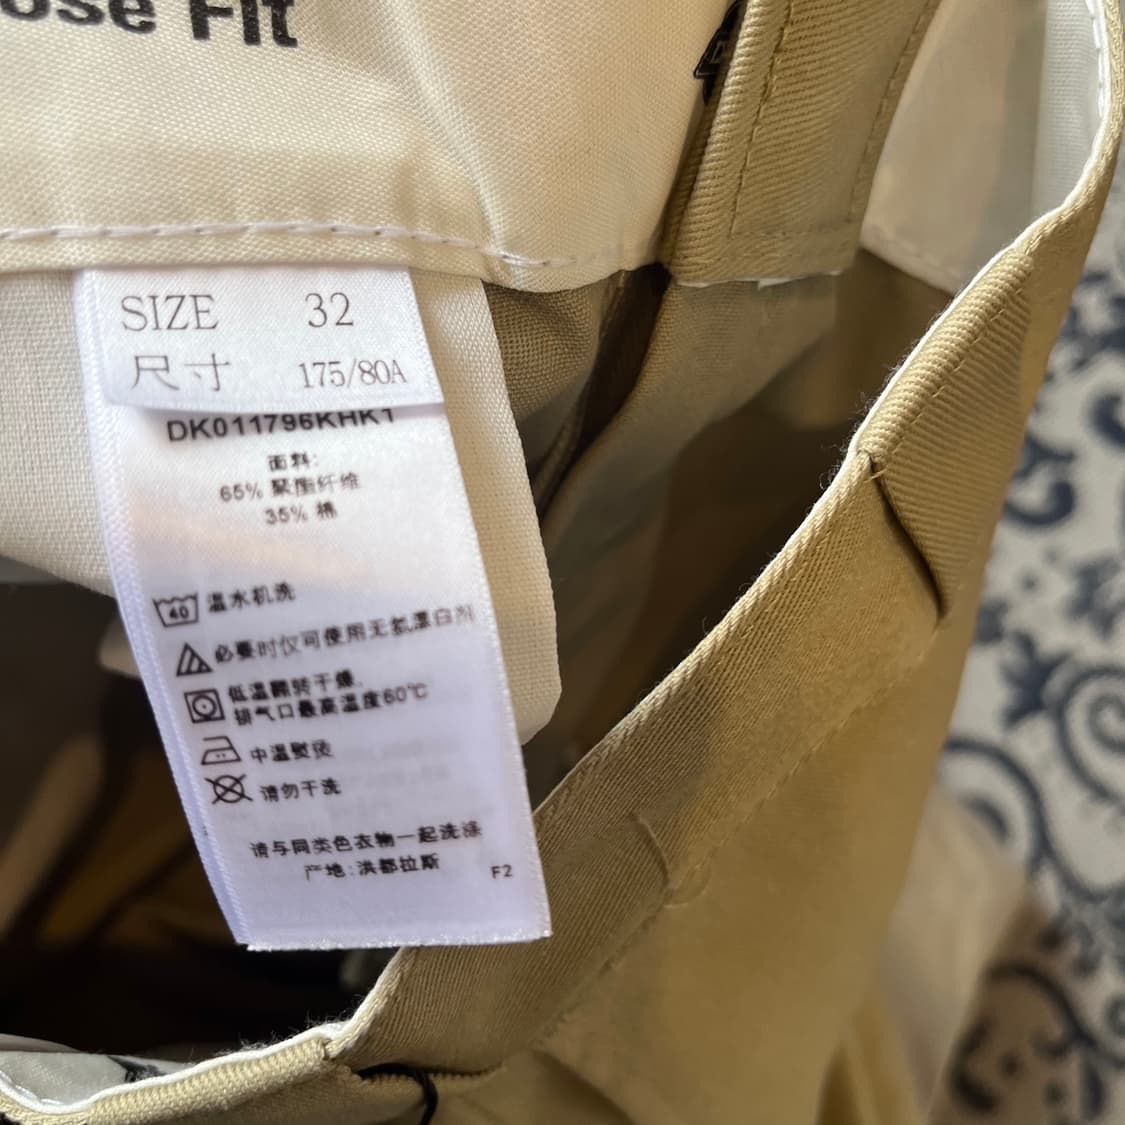 ose Fit
SIZE 32
尺寸 175/80A
DK011796KHK1
面料:
65% 聚酯纤维
35% 棉
40 温水机洗
必要时仅可使用无氯漂白剂
低温翻转干燥,
排气口最高温度60℃
中温熨烫
请勿干洗
请与同类色衣物一起洗涤
产地:洪都拉斯
F2